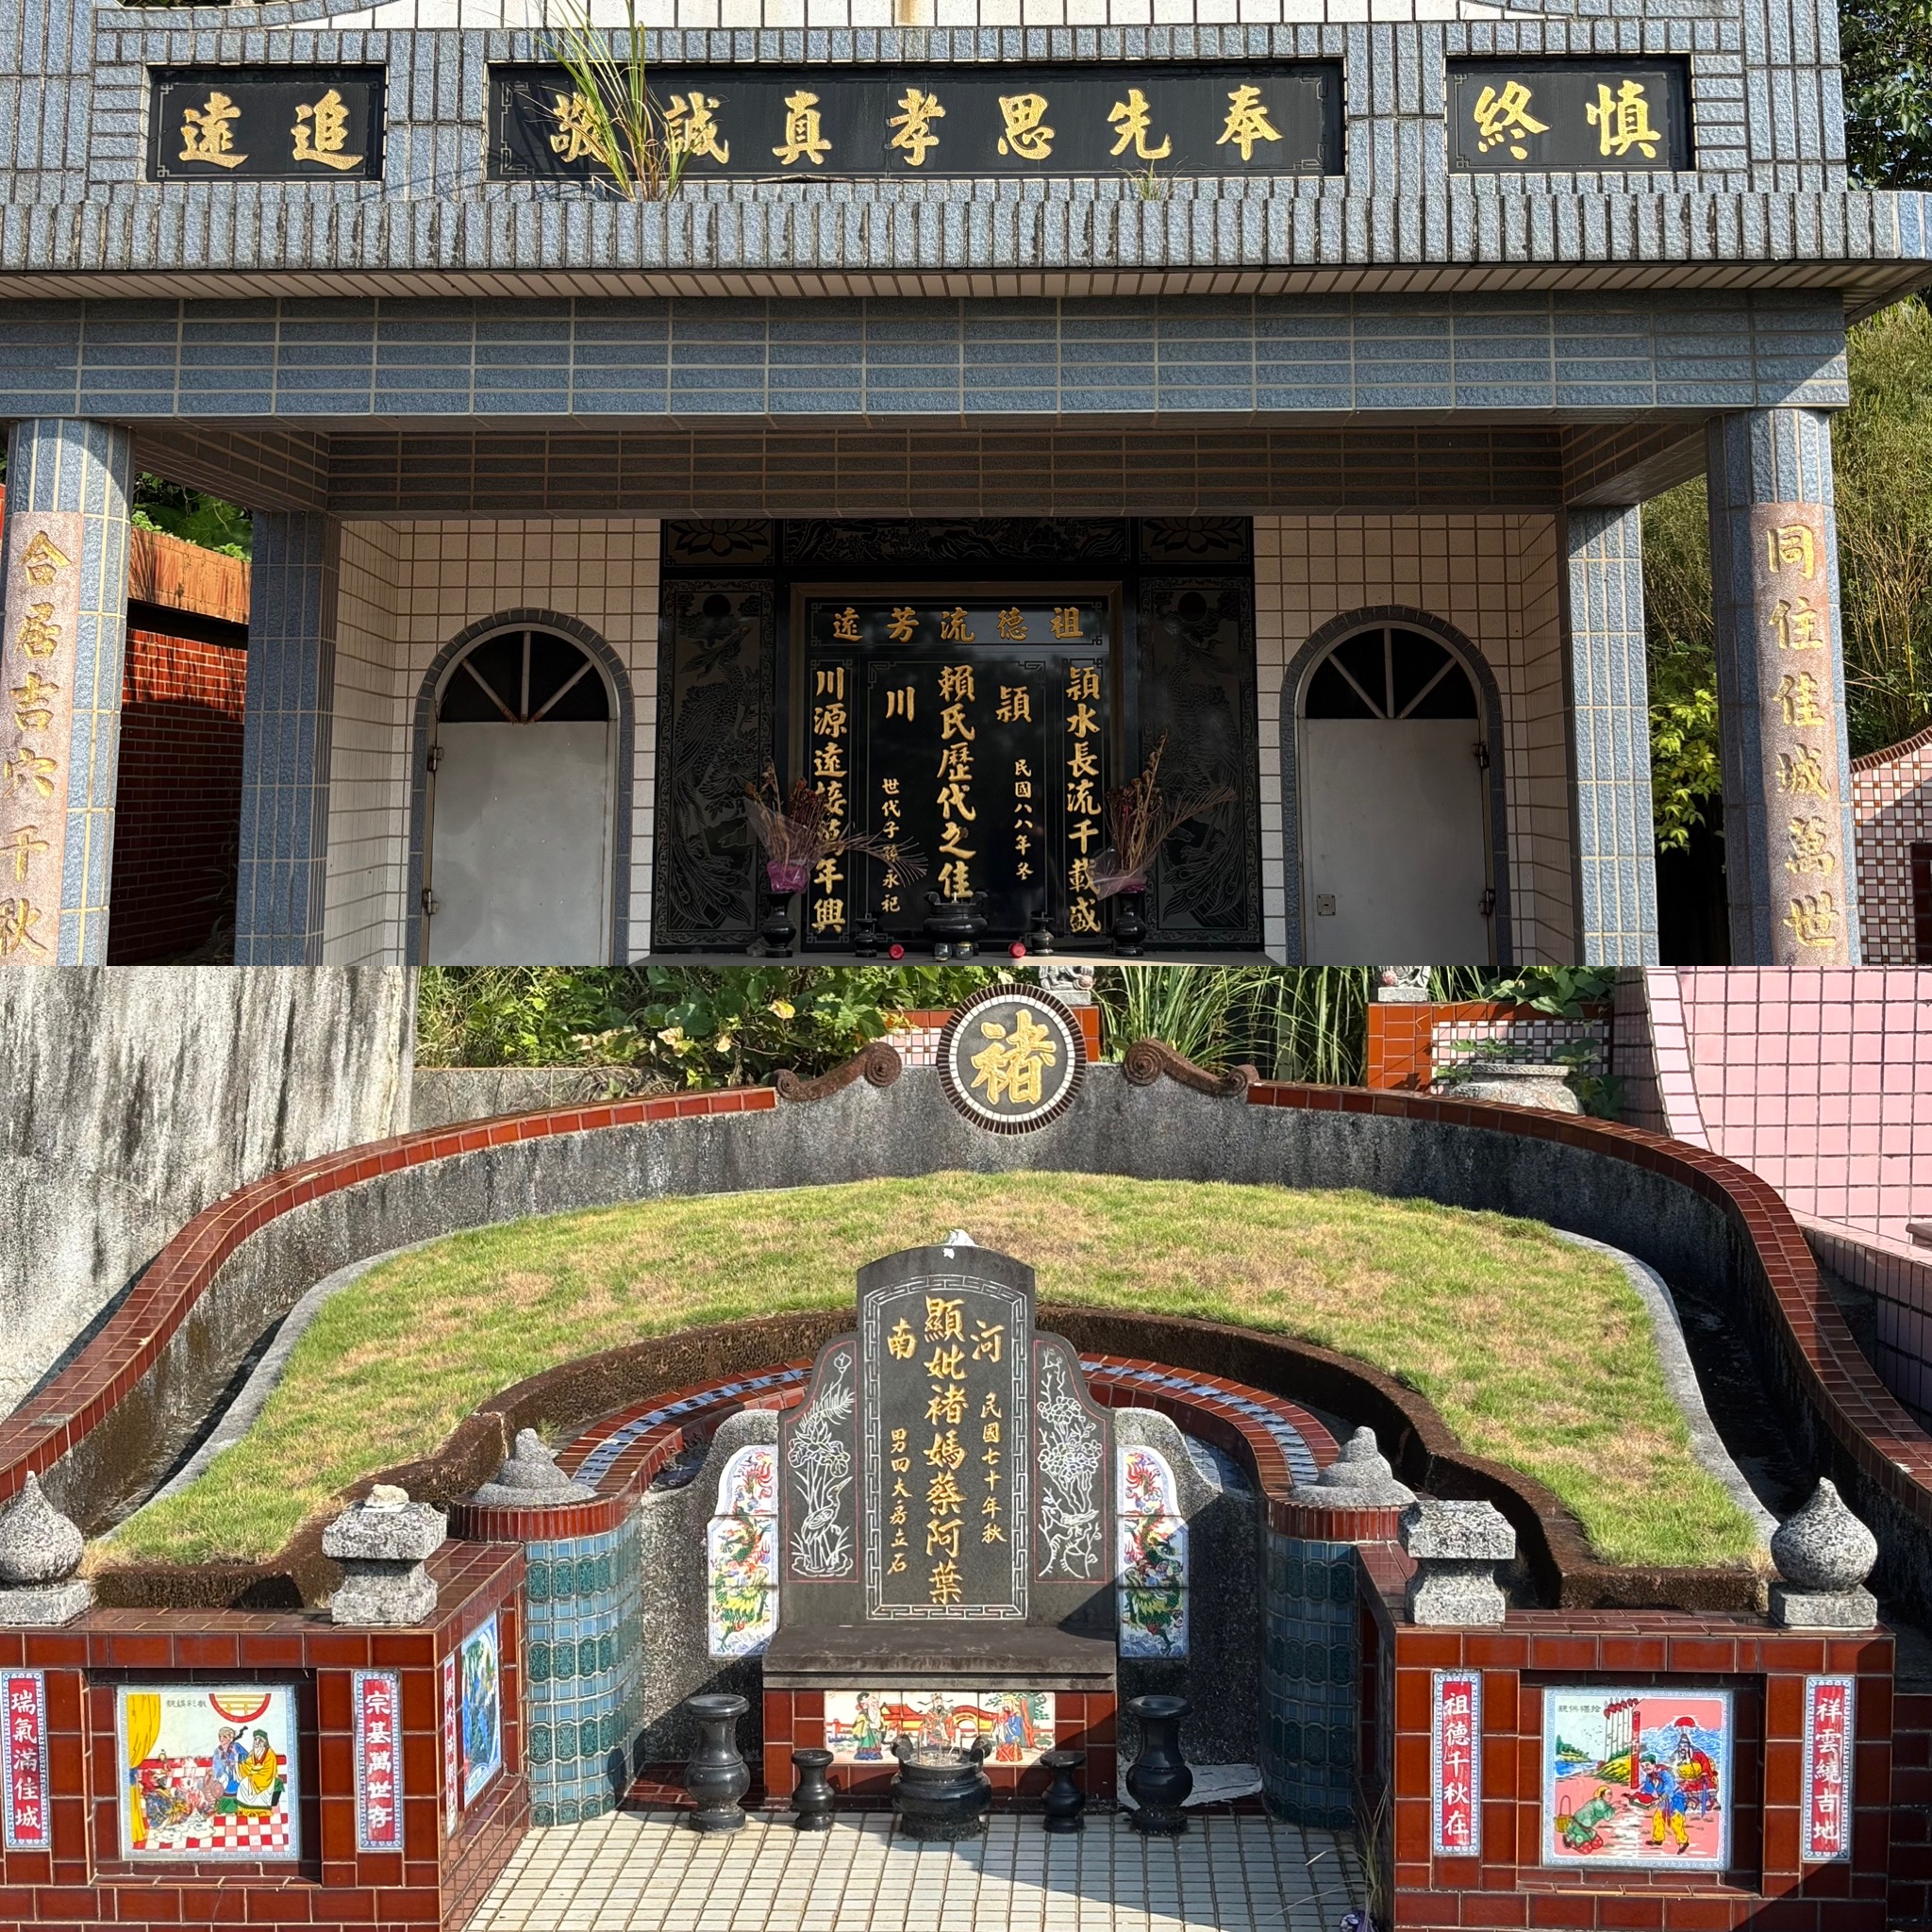 慎終
奉先思孝真誠敬
追遠
同住佳城萬世
合居吉穴千秋
祖德流芳遠
潁水長流千載盛
潁
民國八八年冬
賴氏歷代之佳
川
世代子 永祀
川源遠接萬年興
褚
河
南
民國七十年秋
顯妣褚媽蔡阿葉
男四大房立石
祥雲繞吉地
祖德千秋在
宗基萬世存
瑞氣滿佳城